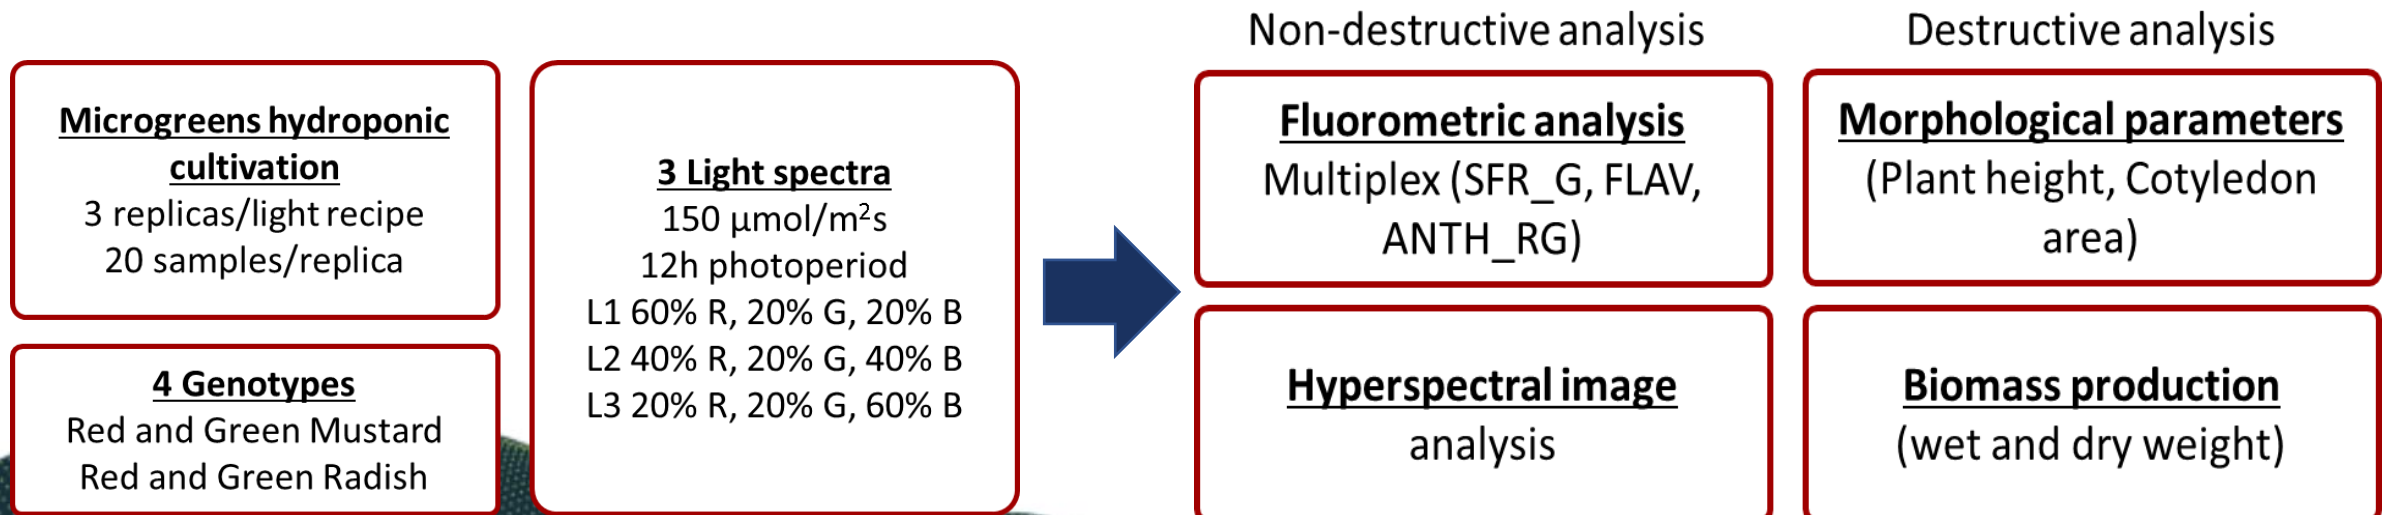 Microgreens hydroponic
cultivation
3 replicas/light recipe
20 samples/replica
4 Genotypes
Red and Green Mustard
Red and Green Radish
3 Light spectra
150 µmol/m²s
12h photoperiod
L1 60% R, 20% G, 20% B
L2 40% R, 20% G, 40% B
L3 20% R, 20% G, 60% B
Non-destructive analysis
Fluorometric analysis
Multiplex (SFR_G, FLAV,
ANTH_RG)
Hyperspectral image
analysis
Destructive analysis
Morphological parameters
(Plant height, Cotyledon
area)
Biomass production
(wet and dry weight)